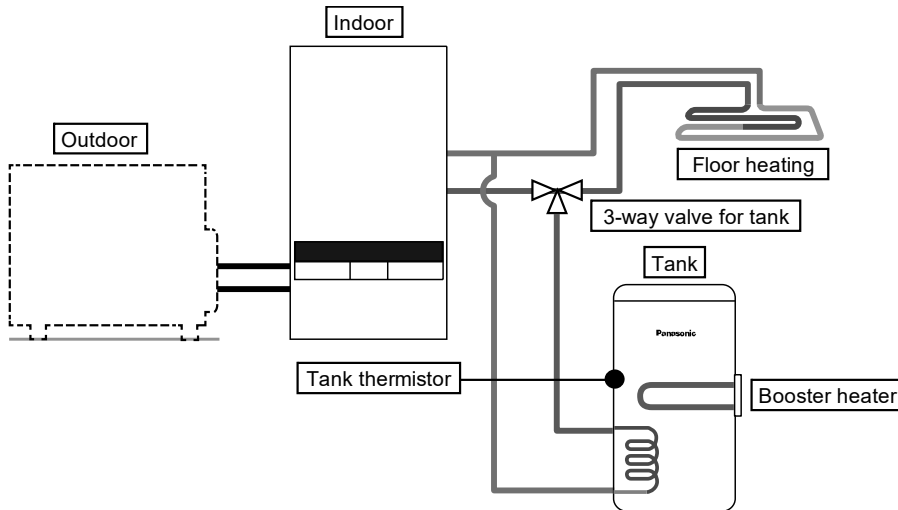 Indoor
Outdoor
Floor heating
3-way valve for tank
Tank
Panasonic
Tank thermistor
Booster heater